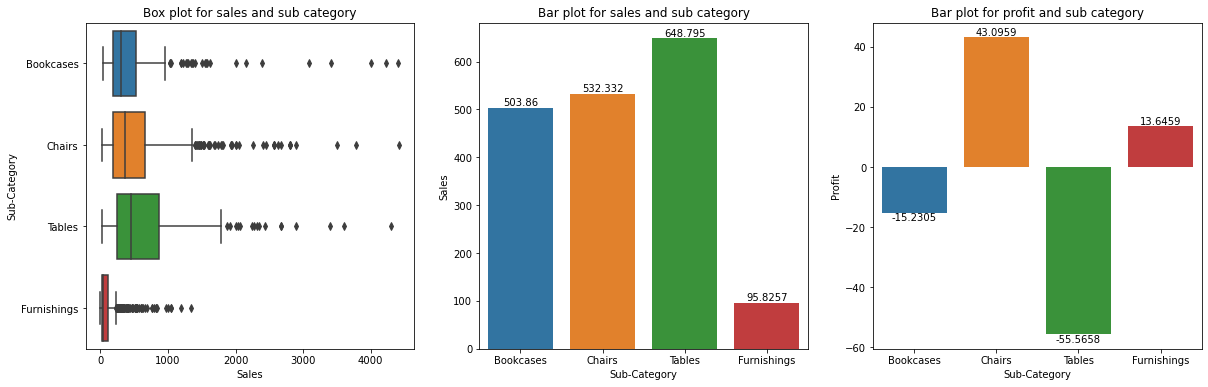 Box plot for sales and sub category
Sub-Category
Bookcases
Chairs
Tables
Furnishings
0 1000 2000 3000 4000
Sales
Bar plot for sales and sub category
Sales
600
500
400
300
200
100
0
503.86
532.332
648.795
95.8257
Bookcases Chairs Tables Furnishings
Sub-Category
Bar plot for profit and sub category
Profit
40
20
0
−20
−40
−60
-15.2305
43.0959
-55.5658
13.6459
Bookcases Chairs Tables Furnishings
Sub-Category